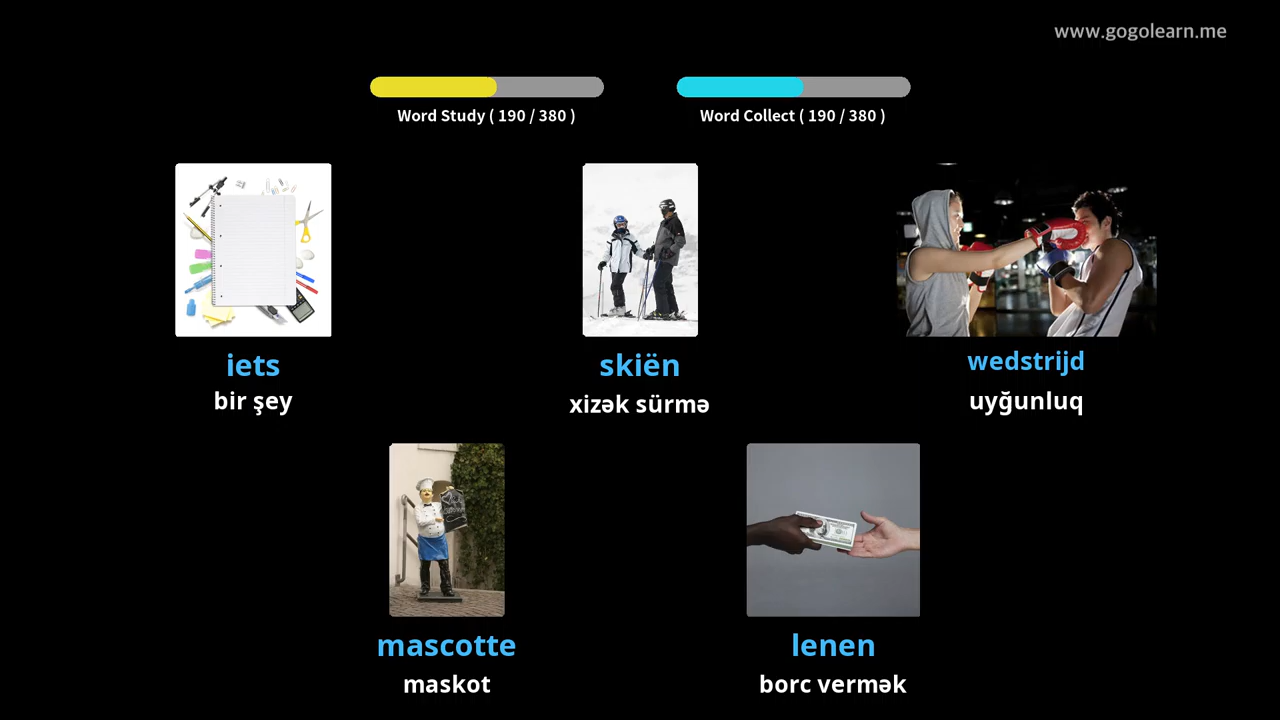 www.gogolearn.me
Word Study ( 190 / 380 )
Word Collect ( 190 / 380 )
iets
bir şey
skiën
xizək sürmə
wedstrijd
uyğunluq
mascotte
maskot
lenen
borc vermək